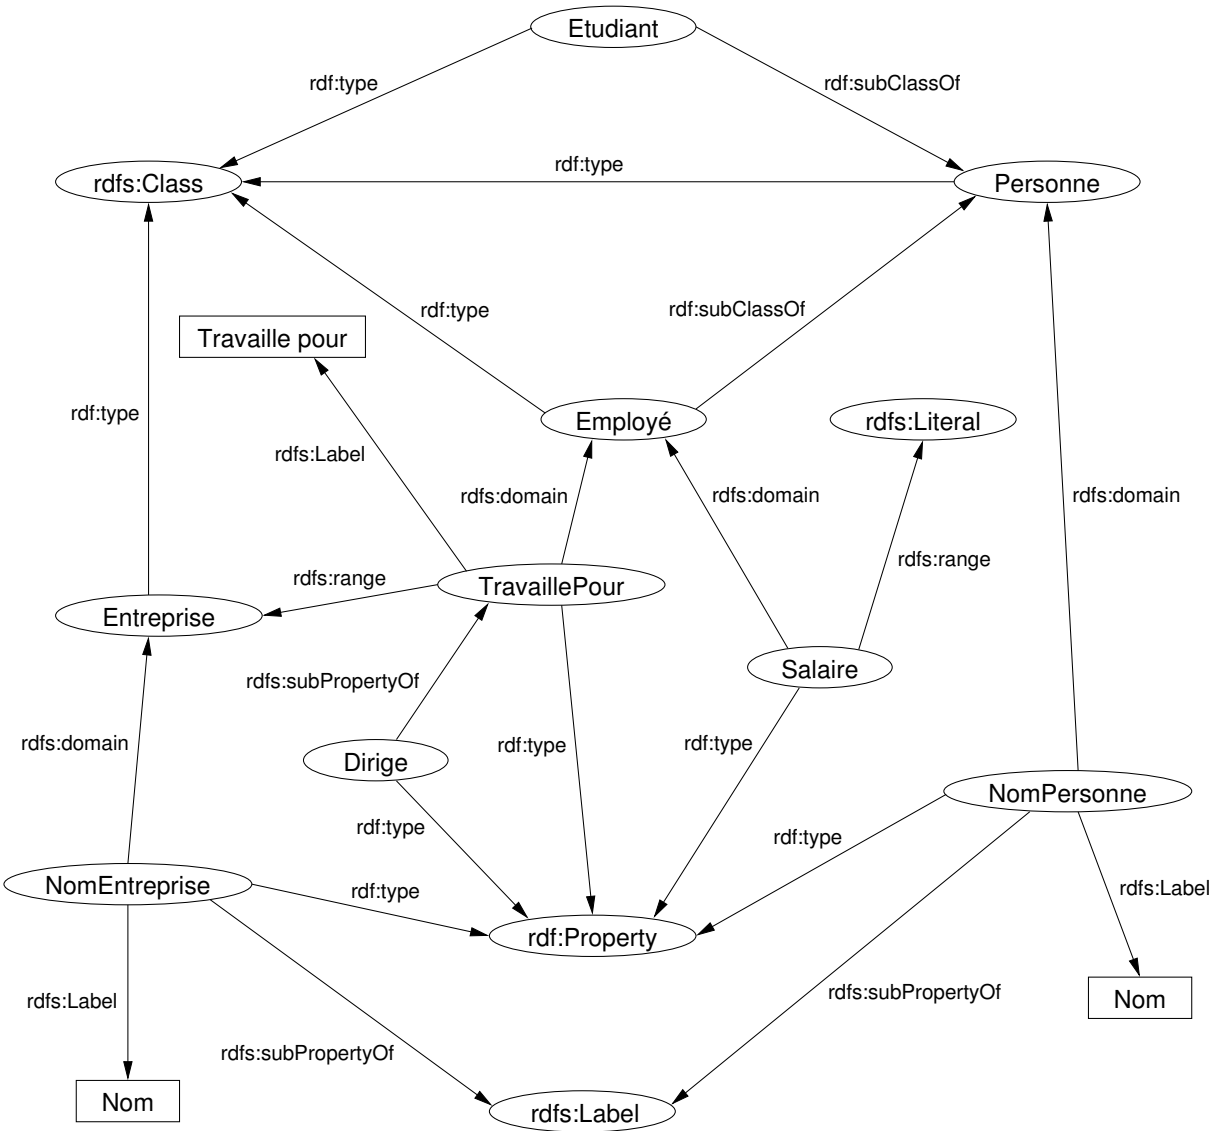 Etudiant
rdf:type
rdf:subClassOf
rdf:type
rdfs:Class
Personne
rdf:type
rdf:subClassOf
Travaille pour
rdf:type
Employé
rdfs:Literal
rdfs:Label
rdfs:domain
rdfs:domain
rdfs:domain
rdfs:range
rdfs:range
TravaillePour
Entreprise
Salaire
rdfs:subPropertyOf
rdfs:domain
rdf:type
rdf:type
Dirige
NomPersonne
rdf:type
rdf:type
NomEntreprise
rdf:type
rdfs:Label
rdf:Property
rdfs:Label
rdfs:subPropertyOf
Nom
rdfs:subPropertyOf
Nom
rdfs:Label